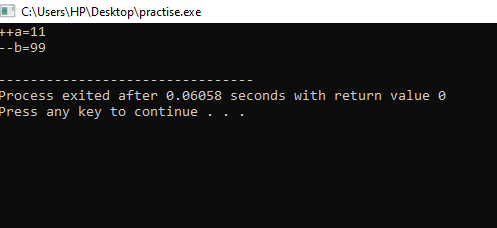 C:\Users\HP\Desktop\practise.exe
++a=11
--b=99
--------------------------------
Process exited after 0.06058 seconds with return value 0
Press any key to continue . . .